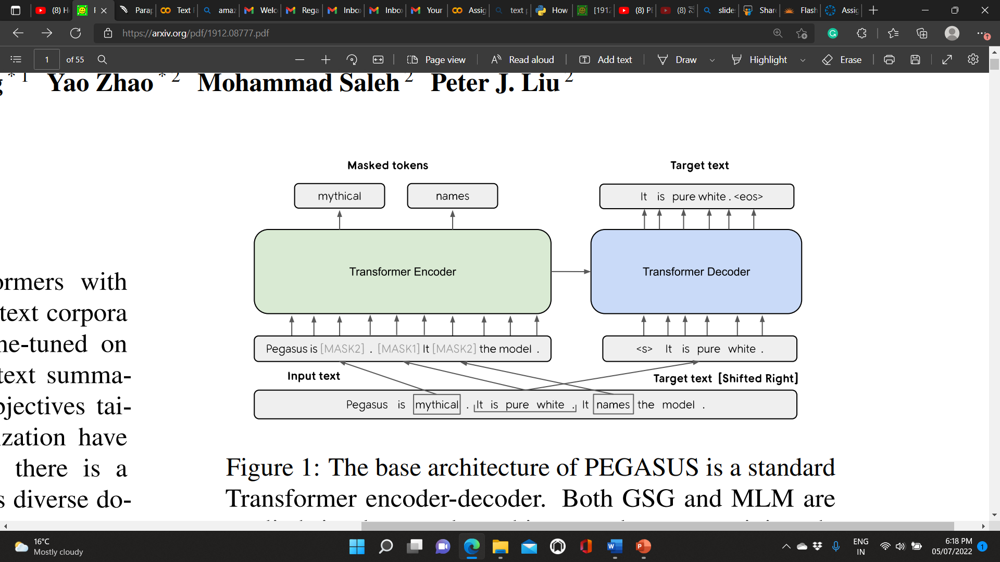 (8) H
Parap
Text
amaz
Welc
Rega
Inbo
Inbo
Your
Assig
text p
How
[1912
(8) PE
(8)
slide
Shar
Flash
Assig
https://arxiv.org/pdf/1912.08777.pdf
1 of 55
Page view
Read aloud
Add text
Draw
Highlight
Erase
g * 1 Yao Zhao * 2 Mohammad Saleh 2 Peter J. Liu 2
Masked tokens
Target text
mythical
names
It is pure white . <eos>
Transformer Encoder
Transformer Decoder
Pegasus is [MASK2] . [MASK1] It [MASK2] the model .
<s> It is pure white .
Input text
Target text [Shifted Right]
Pegasus is mythical . It is pure white . It names the model .
ormers with
text corpora
ne-tuned on
text summa-
bjectives tai-
ization have
there is a
s diverse do-
Figure 1: The base architecture of PEGASUS is a standard
Transformer encoder-decoder. Both GSG and MLM are
16°C
Mostly cloudy
ENG
IN
6:18 PM
05/07/2022
1